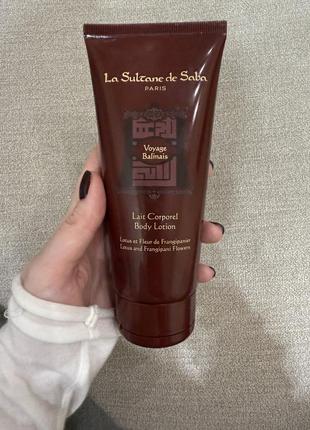 La Sultane de Saba
PARIS
Voyage
Balinais
Lait Corporel
Body Lotion
Lotus et Fleur de Frangipanier
Lotus and Frangipani Flowers